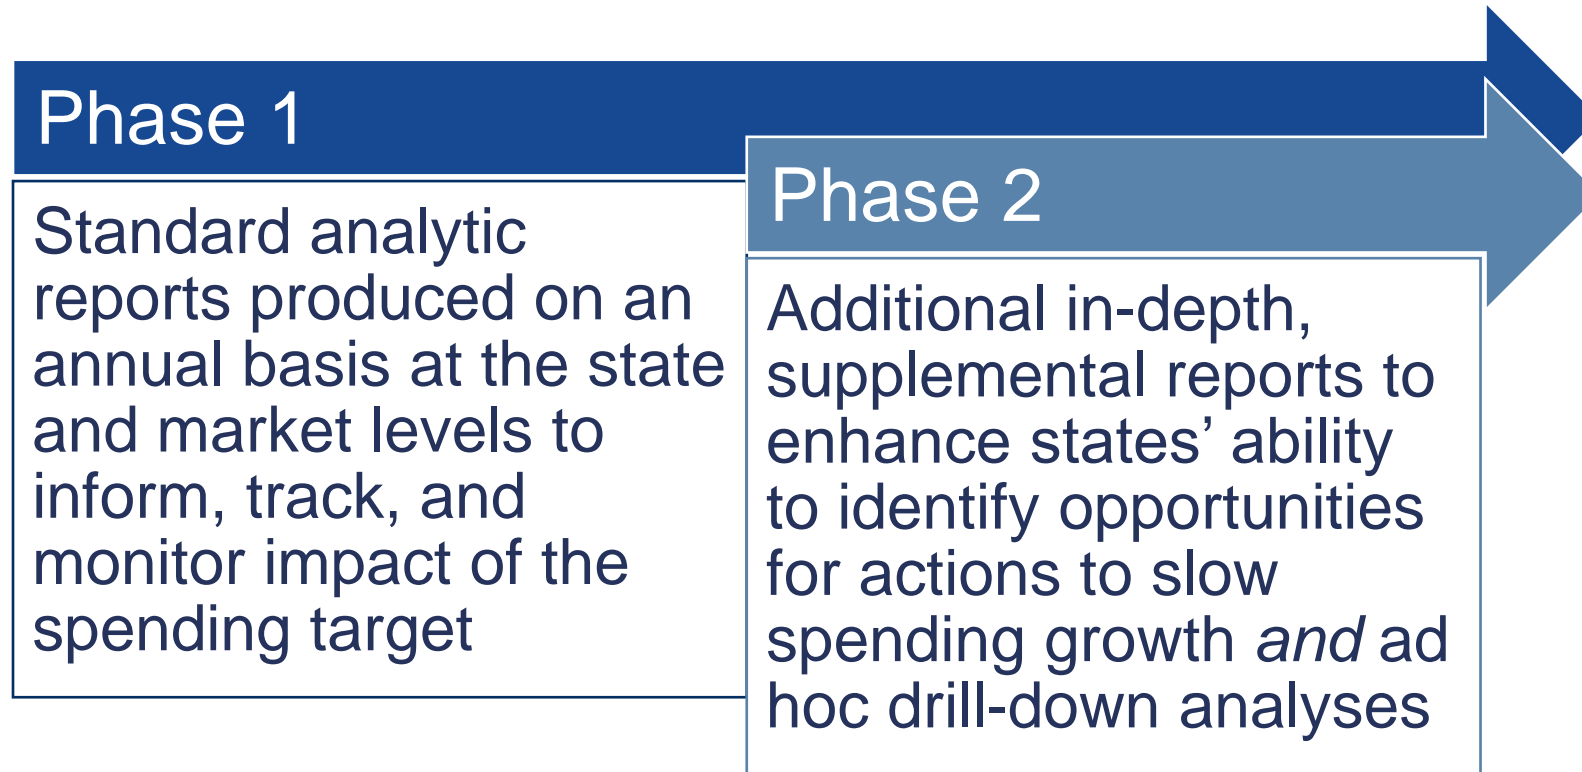 Phase 1
Standard analytic
reports produced on an
annual basis at the state
and market levels to
inform, track, and
monitor impact of the
spending target
Phase 2
Additional in-depth,
supplemental reports to
enhance states’ ability
to identify opportunities
for actions to slow
spending growth and ad
hoc drill-down analyses